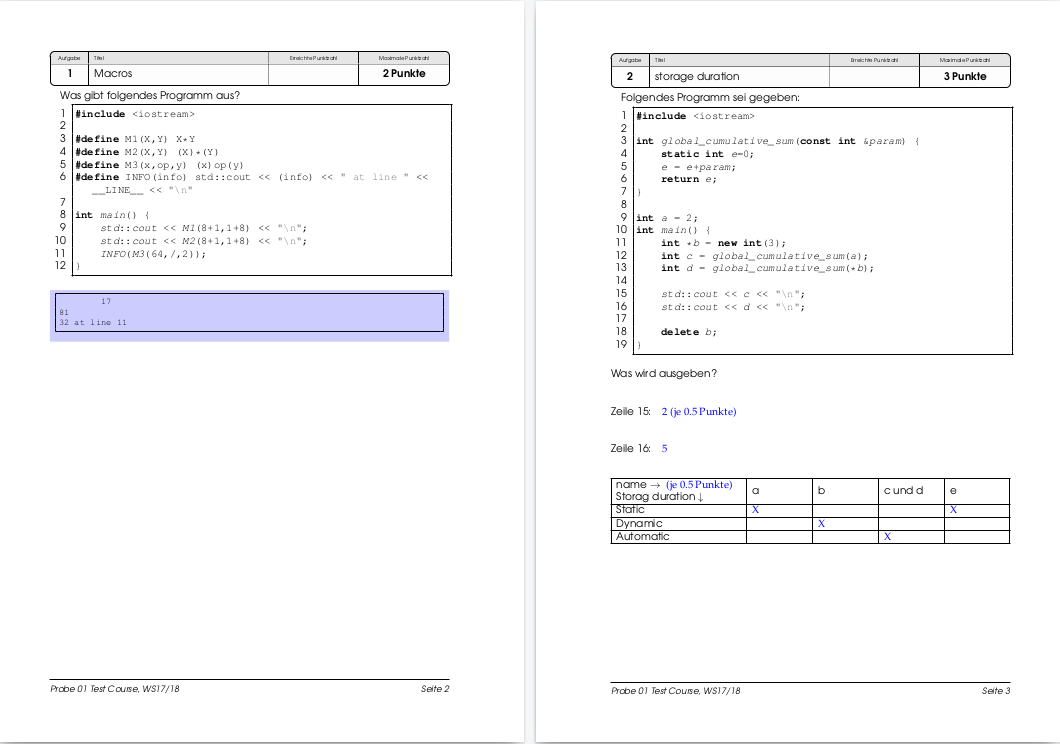 Aufgabe Titel Erreichte Punktzahl Maximale Punktzahl
1 Macros 2 Punkte
Was gibt folgendes Programm aus?
1 #include <iostream>
2
3 #define M1(X,Y) X*Y
4 #define M2(X,Y) (X)*(Y)
5 #define M3(x,op,y) (x)op(y)
6 #define INFO(info) std::cout << (info) << " at line " <<
__LINE__ << "\n"
7
8 int main() {
9 std::cout << M1(8+1,1+8) << "\n";
10 std::cout << M2(8+1,1+8) << "\n";
11 INFO(M3(64,/,2));
12 }
17
81
32 at line 11
Probe 01 Test Course, WS17/18 Seite 2
Aufgabe Titel Erreichte Punktzahl Maximale Punktzahl
2 storage duration 3 Punkte
Folgendes Programm sei gegeben:
1 #include <iostream>
2
3 int global_cumulative_sum(const int &param) {
4 static int e=0;
5 e = e+param;
6 return e;
7 }
8
9 int a = 2;
10 int main() {
11 int *b = new int(3);
12 int c = global_cumulative_sum(a);
13 int d = global_cumulative_sum(*b);
14
15 std::cout << c << "\n";
16 std::cout << d << "\n";
17
18 delete b;
19 }
Was wird ausgeben?
Zeile 15: 2 (je 0.5 Punkte)
Zeile 16: 5
name → (je 0.5 Punkte) a b c und d e
Storag duration ↓
Static X X
Dynamic X
Automatic X
Probe 01 Test Course, WS17/18 Seite 3